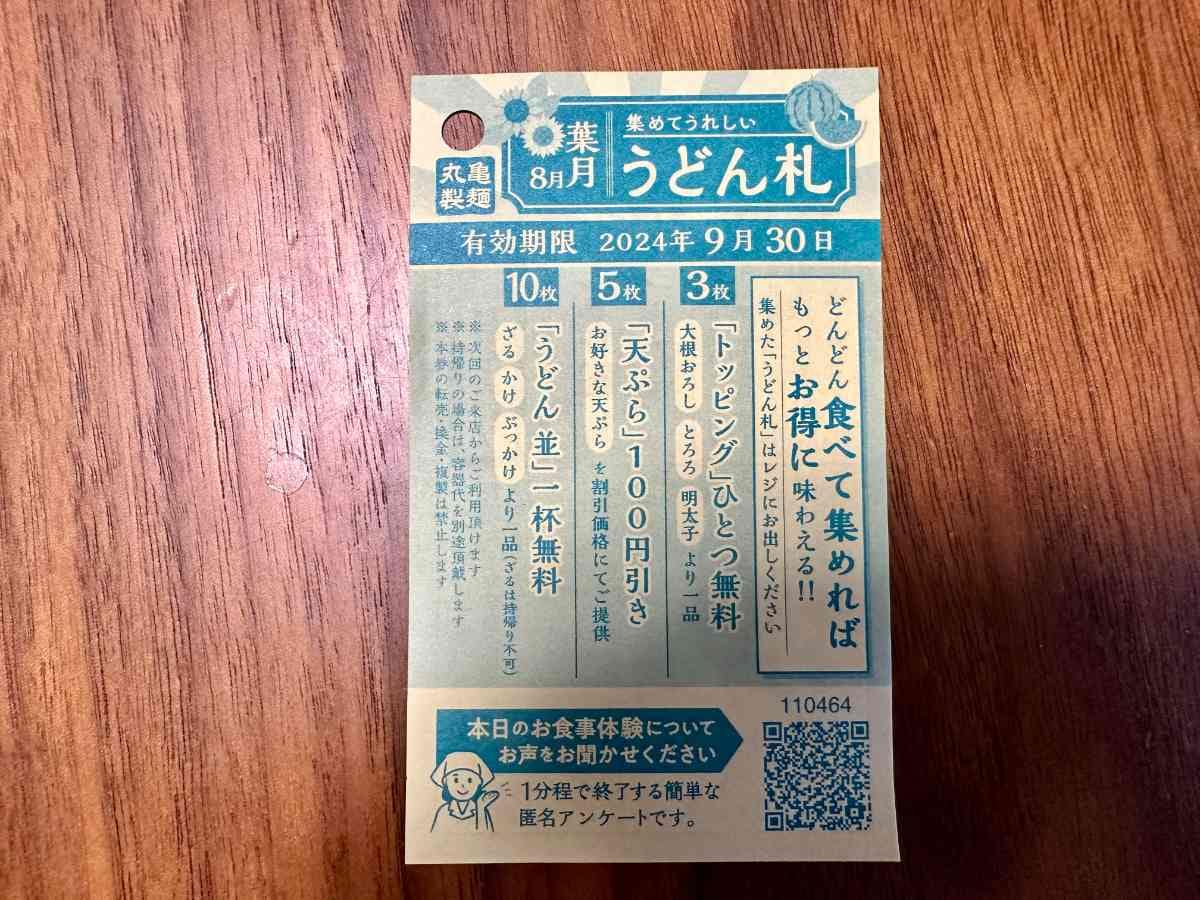 丸亀
製麺
葉月
8月
集めてうれしい
うどん札
有効期限 2024年 9月 30日
どんどん食べて集めれば
もっとお得に味わえる!!
集めた「うどん札」はレジにお出しください
3枚
「トッピング」ひとつ無料
大根おろし とろろ 明太子 より一品
5枚
「天ぷら」100円引き
お好きな天ぷら を割引価格にてご提供
10枚
「うどん 並」一杯無料
ざる かけ ぶっかけ より一品(ざるは持帰り不可)
※ 次回のご来店からご利用頂けます
※ 持帰りの場合は、容器代を別途頂戴します
※ 本券の転売・換金・複製は禁止します
本日のお食事体験について
お声をお聞かせください
1分程で終了する簡単な
匿名アンケートです。
110464